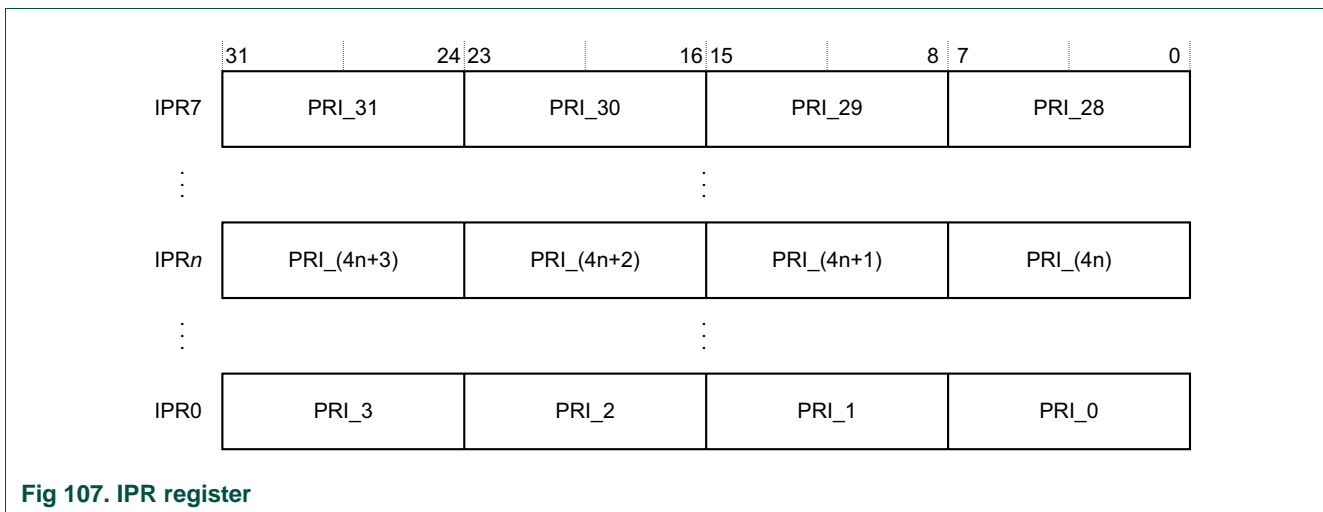 31 24 23 16 15 8 7 0
IPR7 PRI_31 PRI_30 PRI_29 PRI_28
IPRn PRI_(4n+3) PRI_(4n+2) PRI_(4n+1) PRI_(4n)
IPR0 PRI_3 PRI_2 PRI_1 PRI_0
Fig 107. IPR register